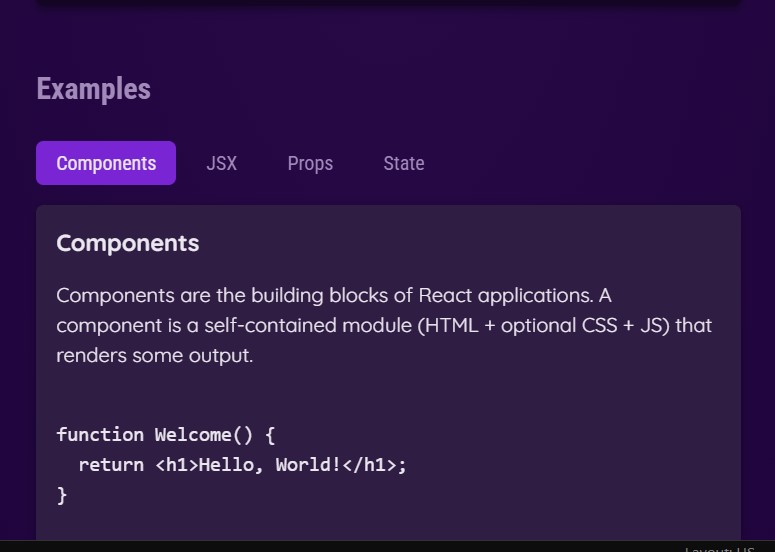 Examples
Components JSX Props State
Components
Components are the building blocks of React applications. A
component is a self-contained module (HTML + optional CSS + JS) that
renders some output.
function Welcome() {
  return <h1>Hello, World!</h1>;
}
Layout: US